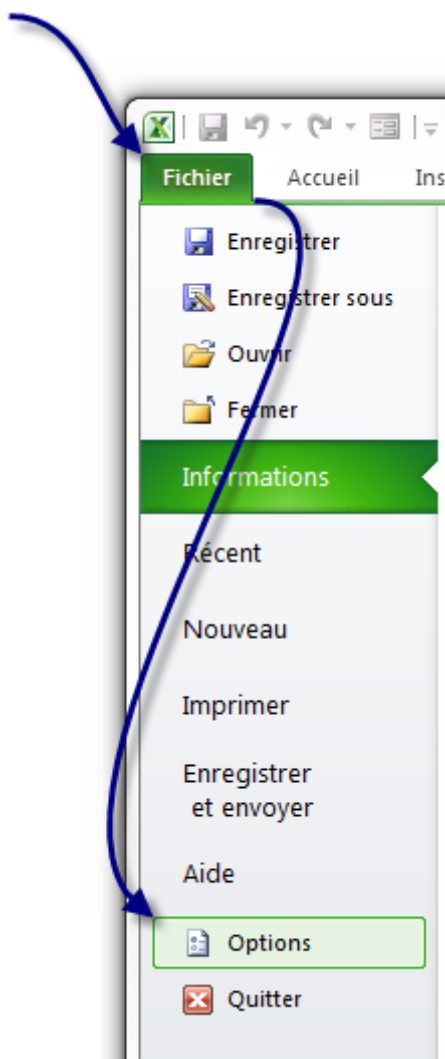 Fichier Accueil Ins
Enregistrer
Enregistrer sous
Ouvrir
Fermer
Informations
Récent
Nouveau
Imprimer
Enregistrer
et envoyer
Aide
Options
Quitter